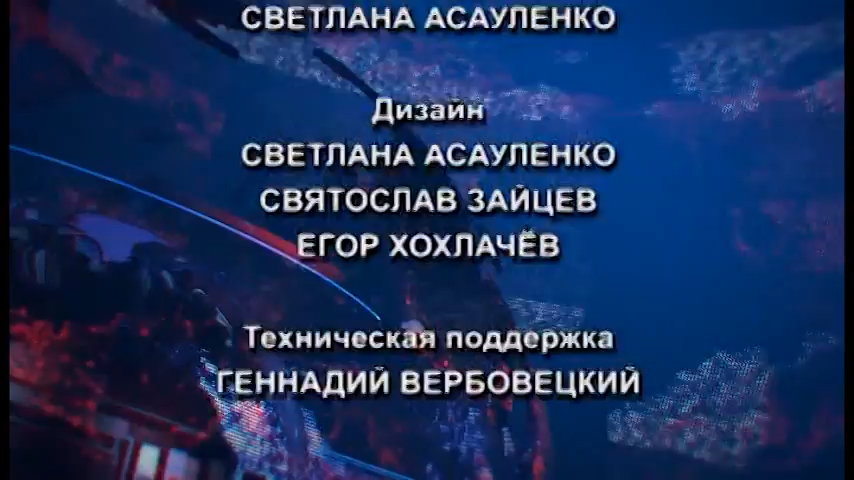 СВЕТЛАНА АСАУЛЕНКО
Дизайн
СВЕТЛАНА АСАУЛЕНКО
СВЯТОСЛАВ ЗАЙЦЕВ
ЕГОР ХОХЛАЧЁВ
Техническая поддержка
ГЕННАДИЙ ВЕРБОВЕЦКИЙ